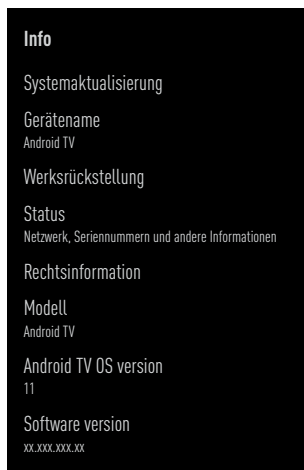 Info
Systemaktualisierung
Gerätename
Android TV
Werksrückstellung
Status
Netzwerk, Seriennummern und andere Informationen
Rechtsinformation
Modell
Android TV
Android TV OS version
11
Software version
xx.xxx.xxx.xx